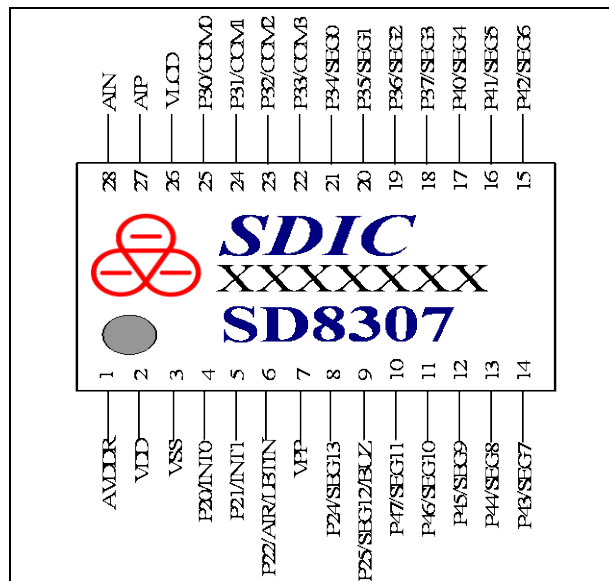 AIN
AIP
VLCD
P30/COM0
P31/COM1
P32/COM2
P33/COM3
P34/SEG0
P35/SEG1
P36/SEG2
P37/SEG3
P40/SEG4
P41/SEG5
P42/SEG6
28 27 26 25 24 23 22 21 20 19 18 17 16 15
SDIC
XXXXXXX
SD8307
1 2 3 4 5 6 7 8 9 10 11 12 13 14
AVDDR
VDD
VSS
P20/INT0
P21/INT1
P22/AIR/LBTIN
VPP
P24/SEG13
P25/SEG12/BUZ
P47/SEG11
P46/SEG10
P45/SEG9
P44/SEG8
P43/SEG7